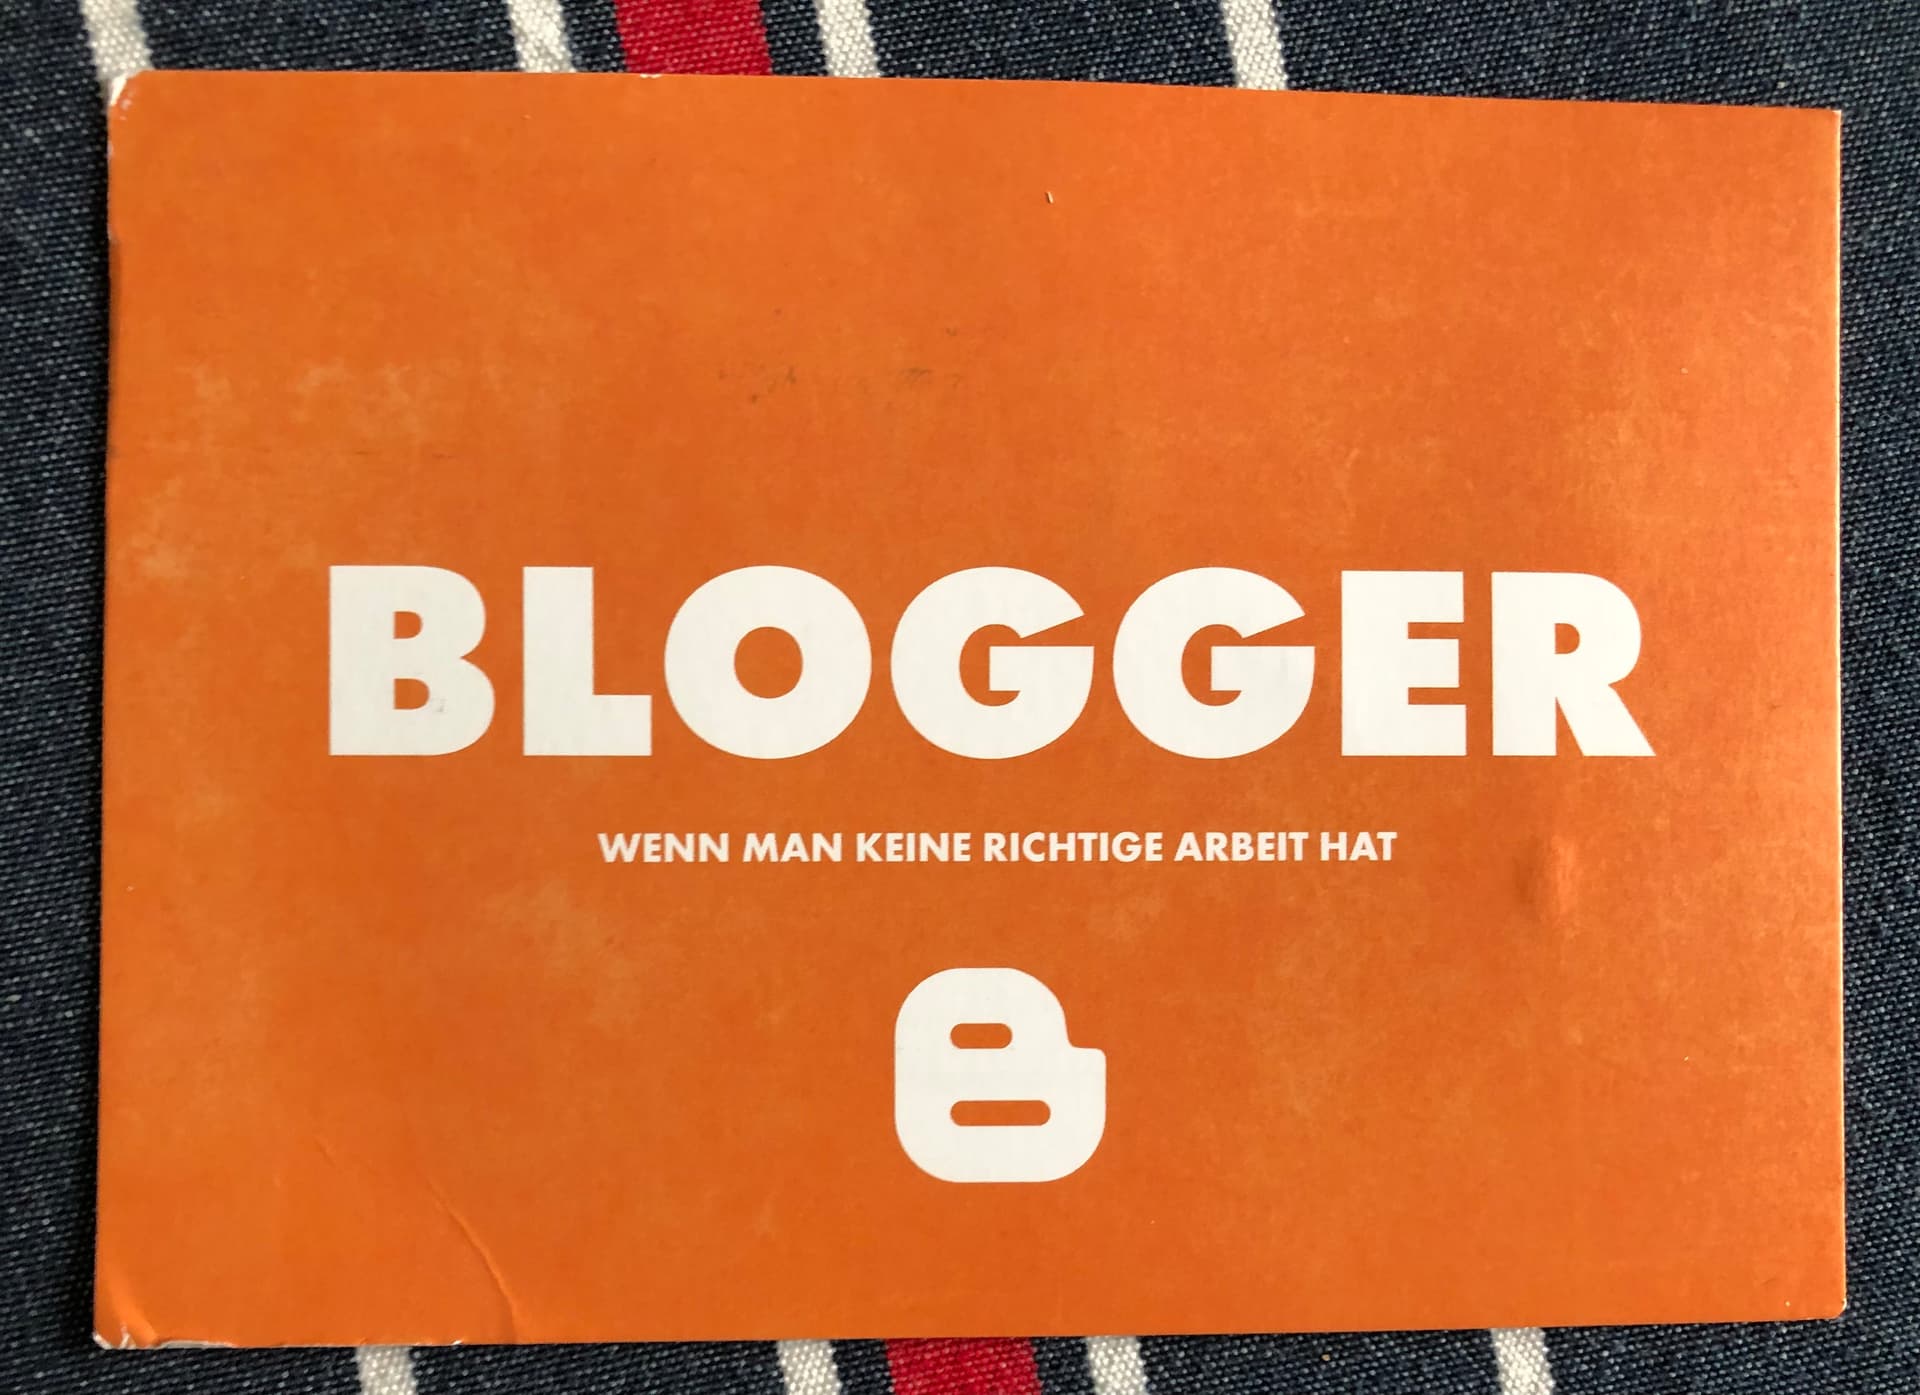 BLOGGER
WENN MAN KEINE RICHTIGE ARBEIT HAT
B